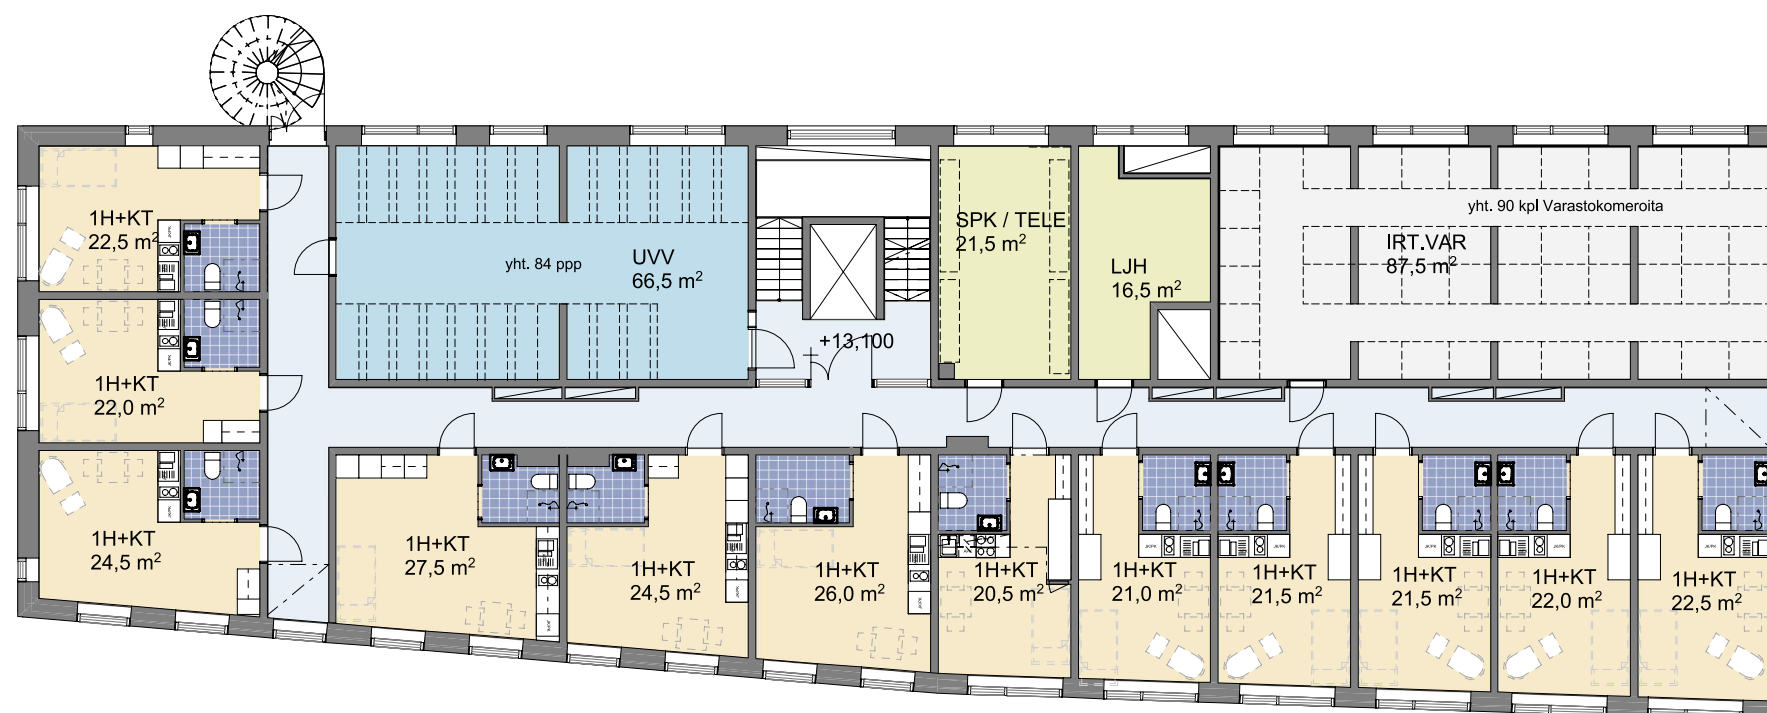 1H+KT
22,5 m²
1H+KT
22,0 m²
1H+KT
24,5 m²
yht. 84 ppp
UVV
66,5 m²
+13,100
SPK / TELE
21,5 m²
LJH
16,5 m²
yht. 90 kpl Varastokomeroita
IRT.VAR
87,5 m²
1H+KT
27,5 m²
1H+KT
24,5 m²
1H+KT
26,0 m²
1H+KT
20,5 m²
1H+KT
21,0 m²
1H+KT
21,5 m²
1H+KT
21,5 m²
1H+KT
22,0 m²
1H+KT
22,5 m²